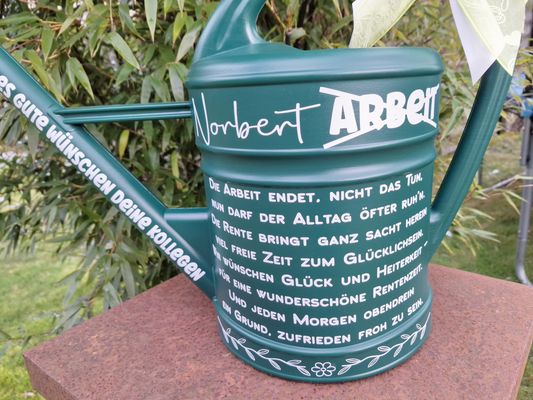 es gute wünschen deine Kollegen
Norbert Arbeit
Die Arbeit endet, nicht das Tun,
nun darf der Alltag öfter ruh'n.
Die Rente bringt ganz sacht herein
viel freie Zeit zum Glücklichsein.
Wir wünschen Glück und Heiterkeit
für eine wunderschöne Rentenzeit.
Und jeden Morgen obendrein
ein Grund, zufrieden froh zu sein.